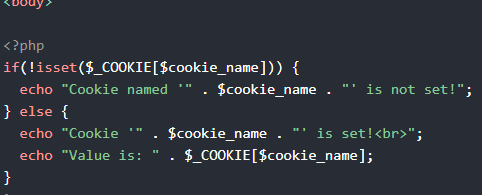 <body>
<?php
if(!isset($_COOKIE[$cookie_name])) {
  echo "Cookie named '" . $cookie_name . "' is not set!";
} else {
  echo "Cookie '" . $cookie_name . "' is set!<br>";
  echo "Value is: " . $_COOKIE[$cookie_name];
}